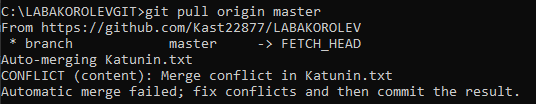 C:\LABAKOROLEVGIT>git pull origin master
From https://github.com/Kast22877/LABAKOROLEV
 * branch            master     -> FETCH_HEAD
Auto-merging Katunin.txt
CONFLICT (content): Merge conflict in Katunin.txt
Automatic merge failed; fix conflicts and then commit the result.